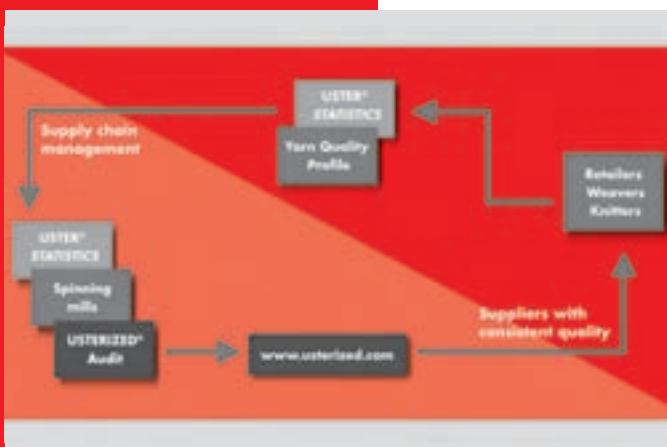 USTER®
STATISTICS
Yarn Quality
Profile
Supply chain
management
Retailers
Weavers
Knitters
USTER®
STATISTICS
Spinning
mills
USTERIZED®
Audit
www.usterized.com
Suppliers with
consistent quality